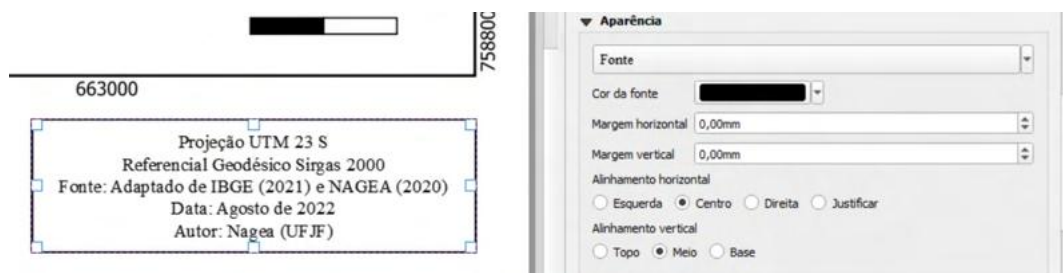 75880
663000
Projeção UTM 23 S
Referencial Geodésico Sirgas 2000
Fonte: Adaptado de IBGE (2021) e NAGEA (2020)
Data: Agosto de 2022
Autor: Nagea (UFJF)
Aparência
Fonte
Cor da fonte
Margem horizontal 0,00mm
Margem vertical 0,00mm
Alinhamento horizontal
Esquerda Centro Direita Justificar
Alinhamento vertical
Topo Meio Base